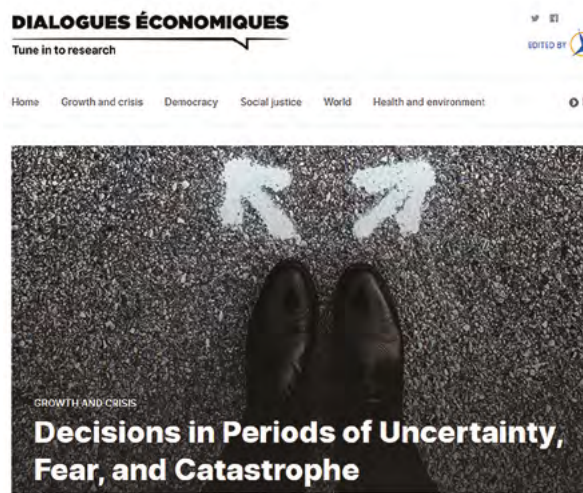 DIALOGUES ÉCONOMIQUES
Tune in to research
EDITED BY
Home Growth and crisis Democracy Social justice World Health and environment
GROWTH AND CRISIS
Decisions in Periods of Uncertainty,
Fear, and Catastrophe